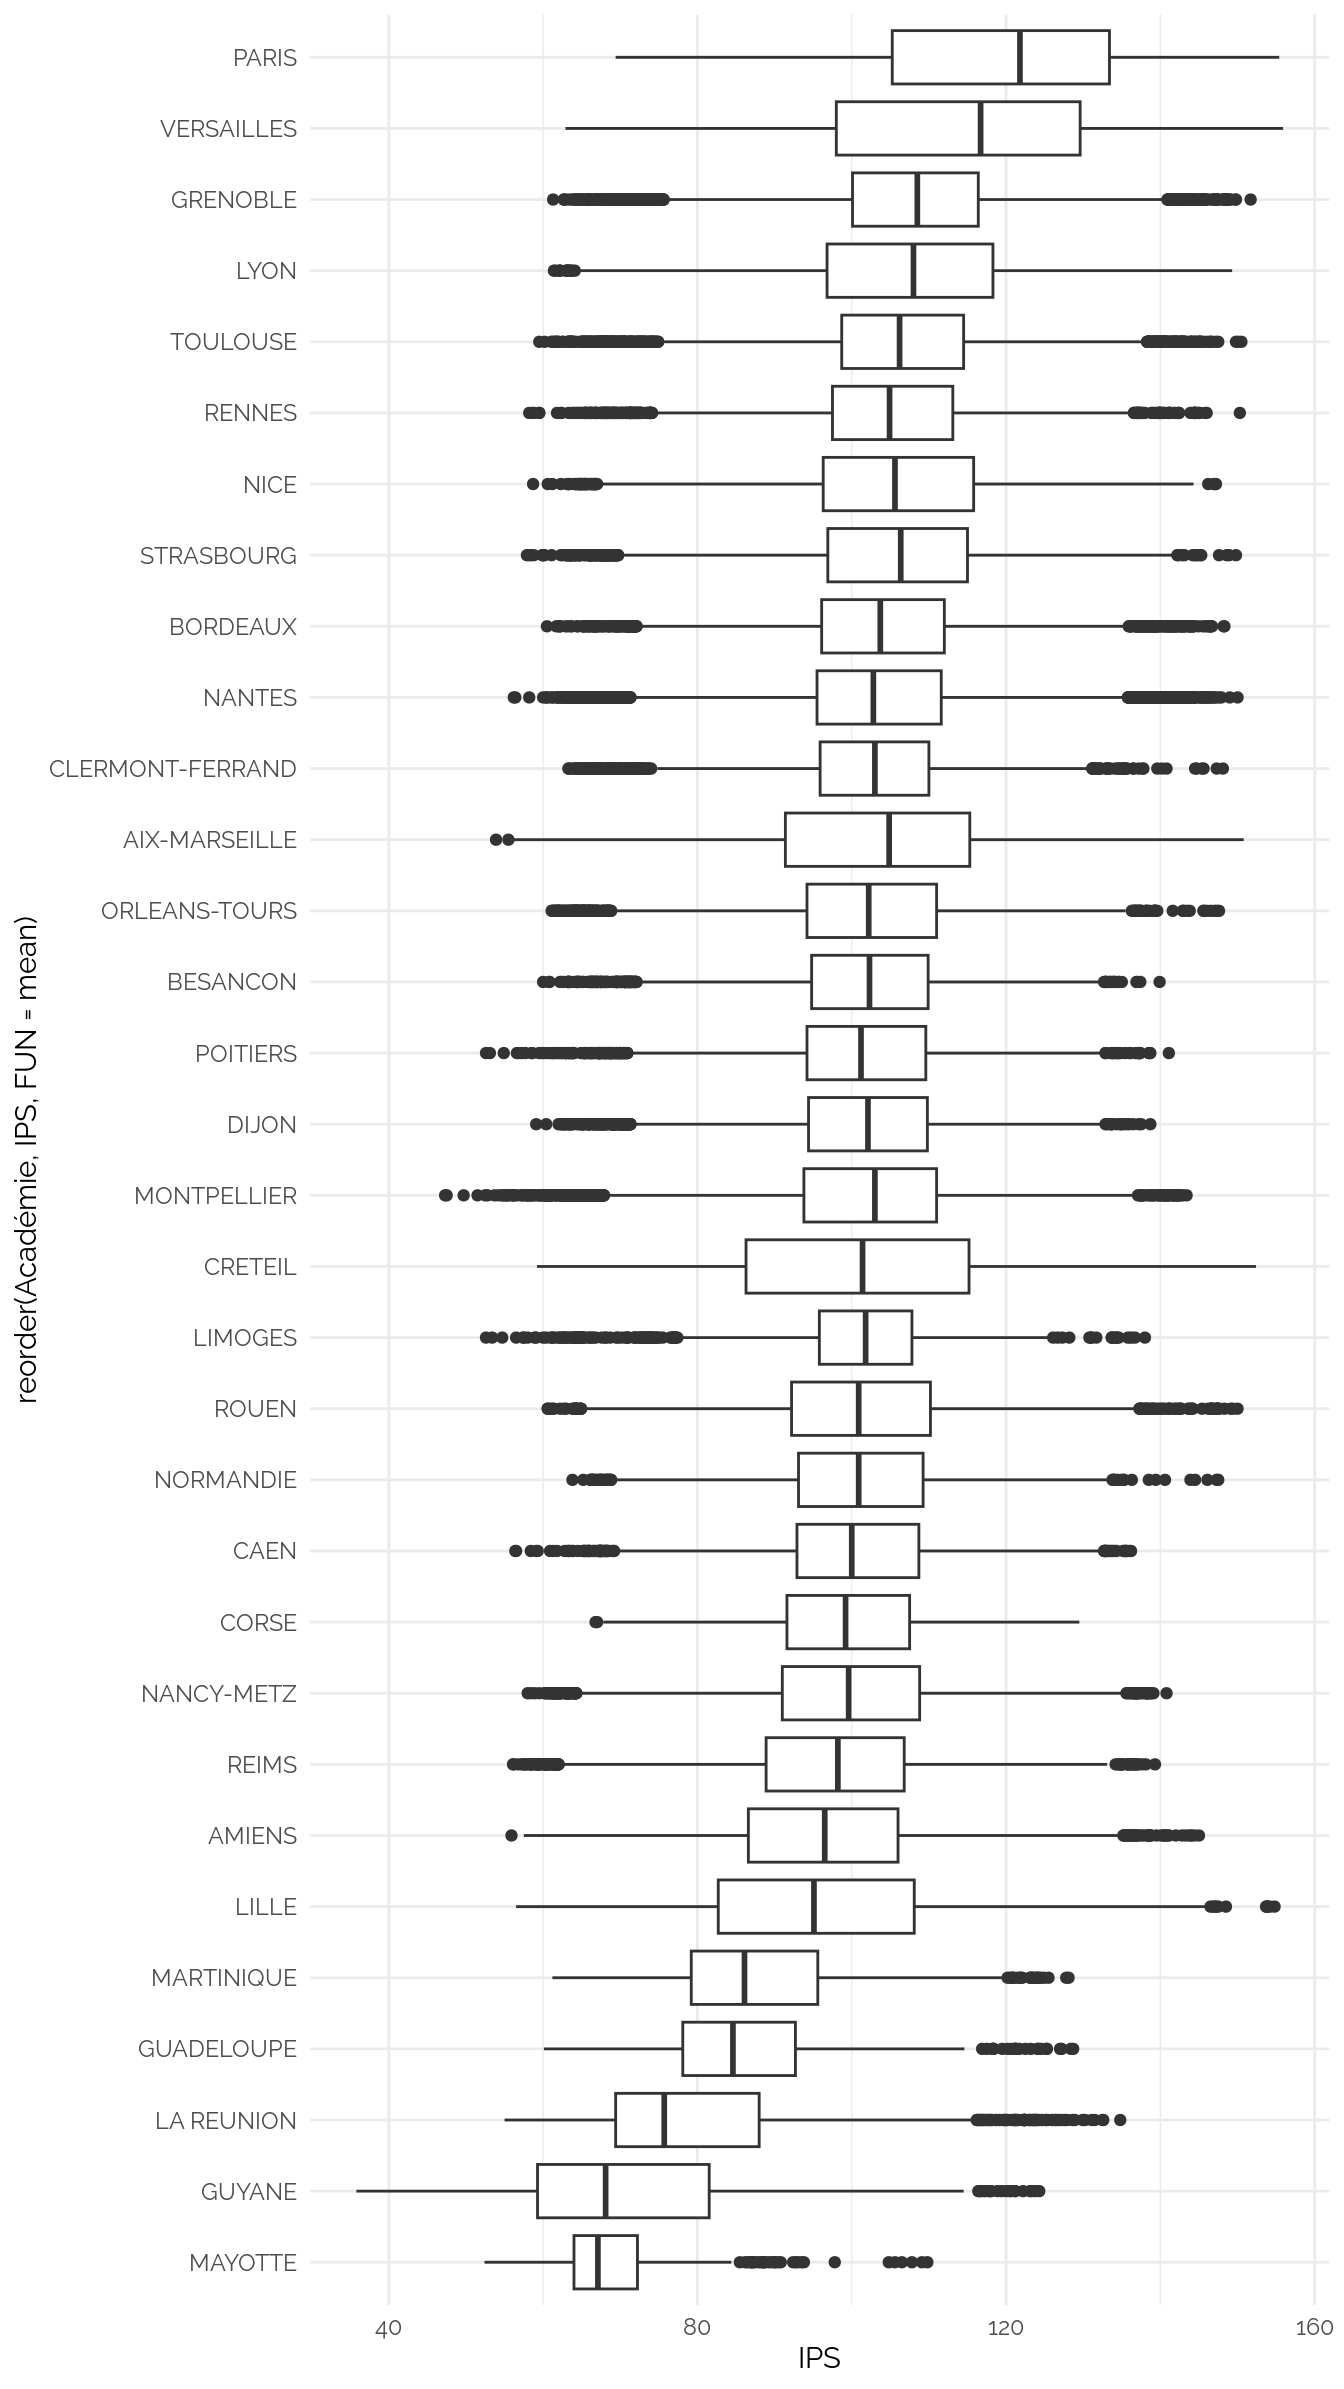 PARIS
VERSAILLES
GRENOBLE
LYON
TOULOUSE
RENNES
NICE
STRASBOURG
BORDEAUX
NANTES
CLERMONT-FERRAND
AIX-MARSEILLE
ORLEANS-TOURS
BESANCON
POITIERS
DIJON
MONTPELLIER
CRETEIL
LIMOGES
ROUEN
NORMANDIE
CAEN
CORSE
NANCY-METZ
REIMS
AMIENS
LILLE
MARTINIQUE
GUADELOUPE
LA REUNION
GUYANE
MAYOTTE
reorder(Académie, IPS, FUN = mean)
40 80 120 160
IPS